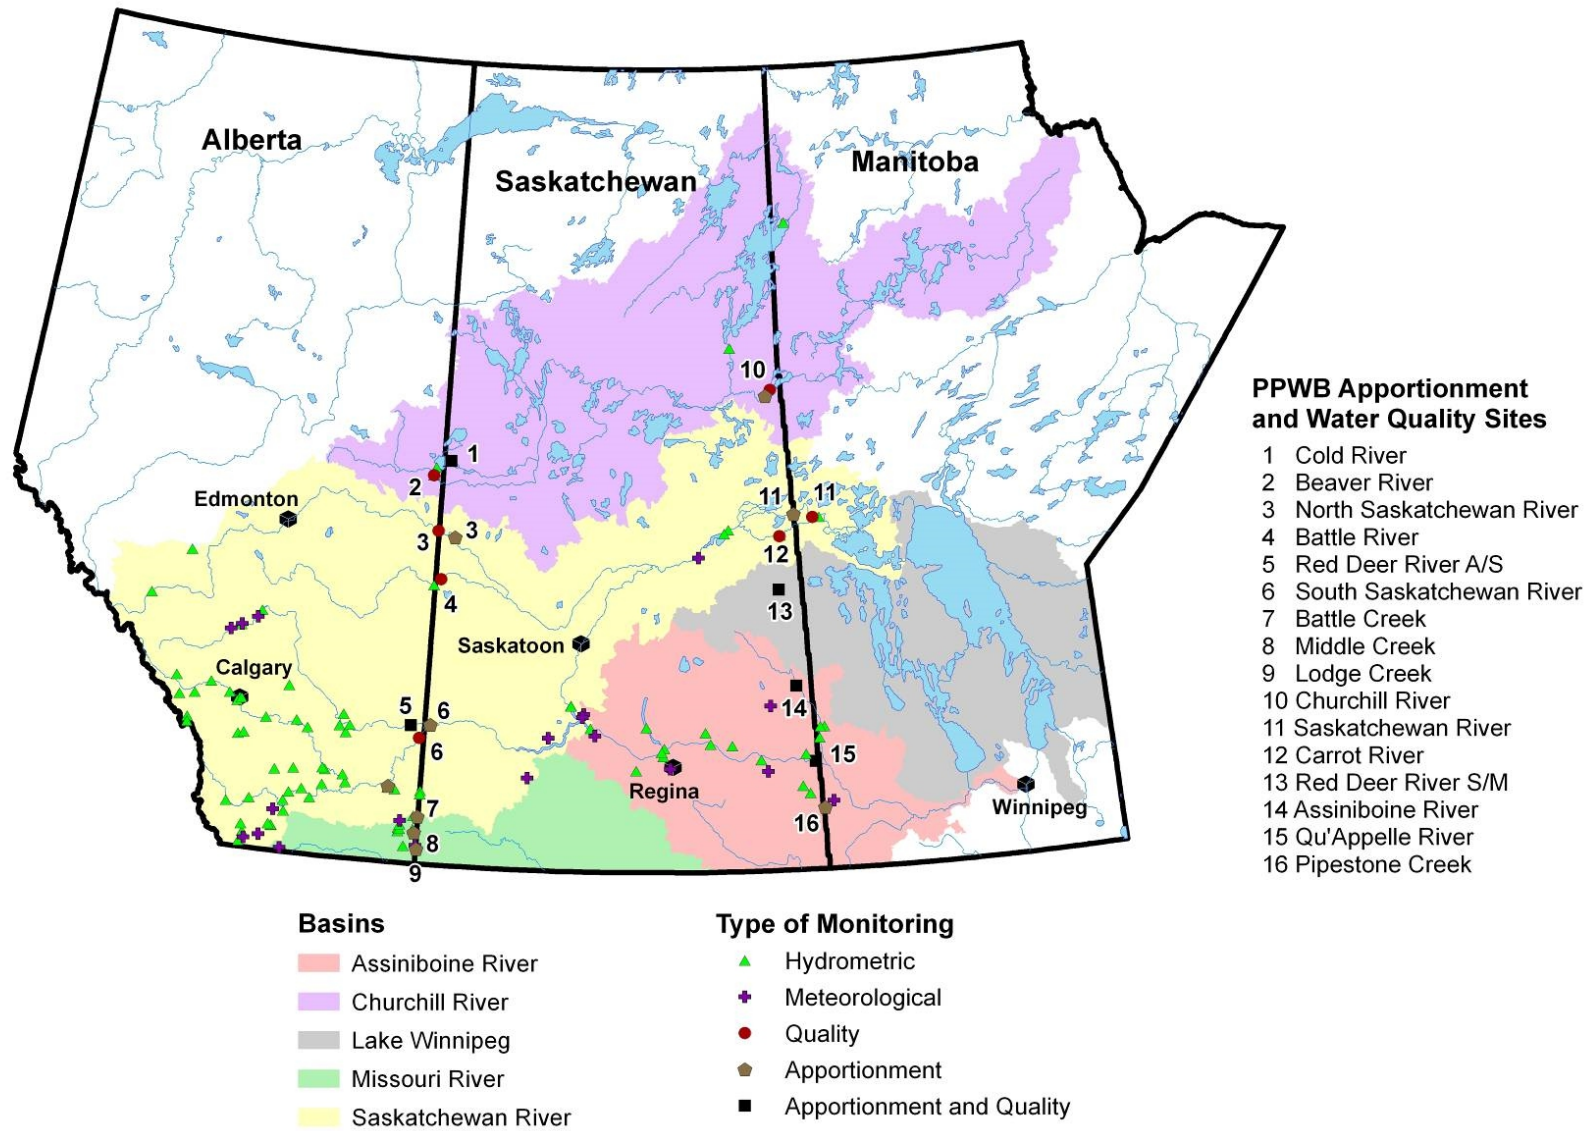 Alberta
Saskatchewan
Manitoba
10
1
2
Edmonton
11
11
3
3
12
4
13
Saskatoon
Calgary
5
6
14
6
15
Regina
Winnipeg
7
16
8
9
PPWB Apportionment
and Water Quality Sites
1 Cold River
2 Beaver River
3 North Saskatchewan River
4 Battle River
5 Red Deer River A/S
6 South Saskatchewan River
7 Battle Creek
8 Middle Creek
9 Lodge Creek
10 Churchill River
11 Saskatchewan River
12 Carrot River
13 Red Deer River S/M
14 Assiniboine River
15 Qu'Appelle River
16 Pipestone Creek
Basins
Assiniboine River
Churchill River
Lake Winnipeg
Missouri River
Saskatchewan River
Type of Monitoring
Hydrometric
Meteorological
Quality
Apportionment
Apportionment and Quality